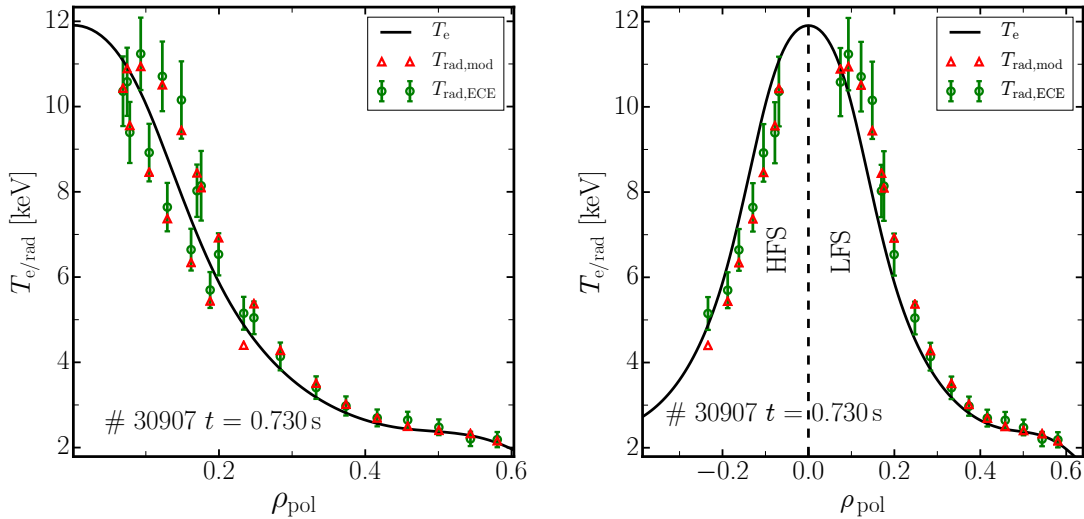 12
10
8
6
4
2
T_e/rad [keV]
T_e
T_rad,mod
T_rad,ECE
# 30907 t = 0.730 s
0.2
0.4
0.6
ρ_pol
12
10
8
6
4
2
T_e/rad [keV]
T_e
T_rad,mod
T_rad,ECE
HFS
LFS
# 30907 t = 0.730 s
−0.2
0.0
0.2
0.4
0.6
ρ_pol